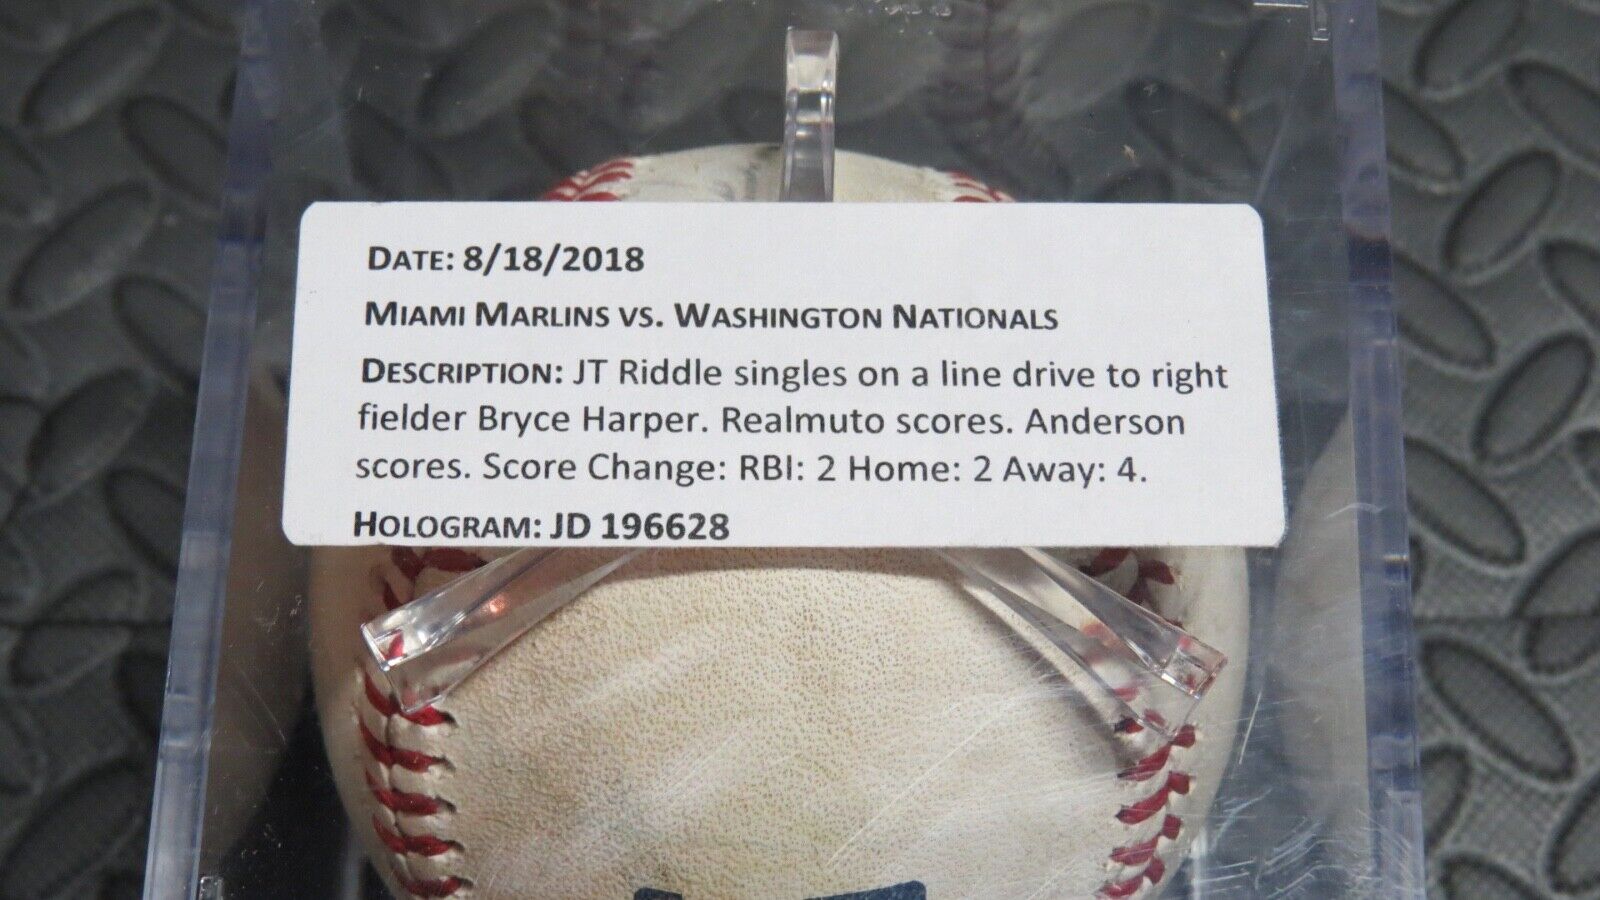 DATE: 8/18/2018
MIAMI MARLINS VS. WASHINGTON NATIONALS
DESCRIPTION: JT Riddle singles on a line drive to right
fielder Bryce Harper. Realmuto scores. Anderson
scores. Score Change: RBI: 2 Home: 2 Away: 4.
HOLOGRAM: JD 196628